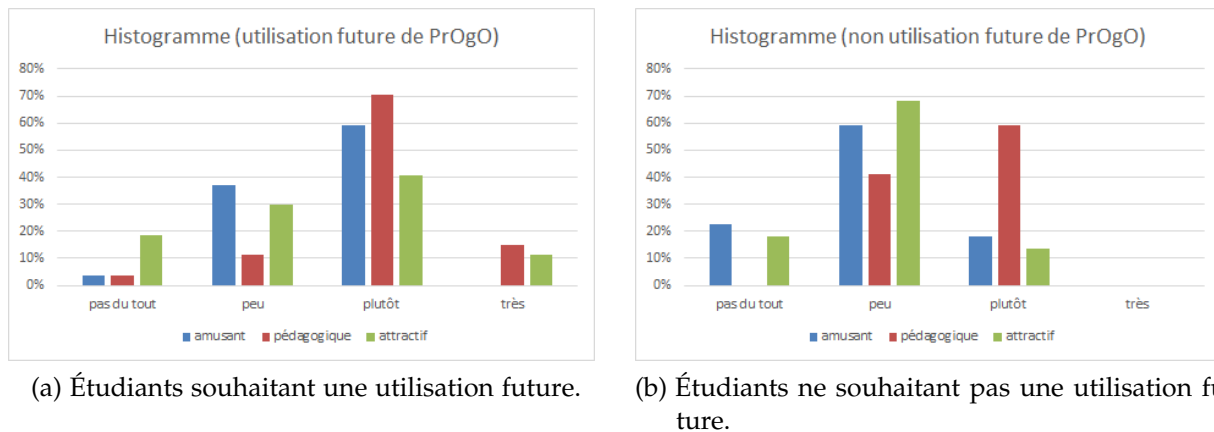 Histogramme (utilisation future de PrOgO)
80%
70%
60%
50%
40%
30%
20%
10%
0%
pas du tout peu plutôt très
amusant pédagogique attractif
(a) Étudiants souhaitant une utilisation future.
Histogramme (non utilisation future de PrOgO)
80%
70%
60%
50%
40%
30%
20%
10%
0%
pas du tout peu plutôt très
amusant pédagogique attractif
(b) Étudiants ne souhaitant pas une utilisation fu
ture.